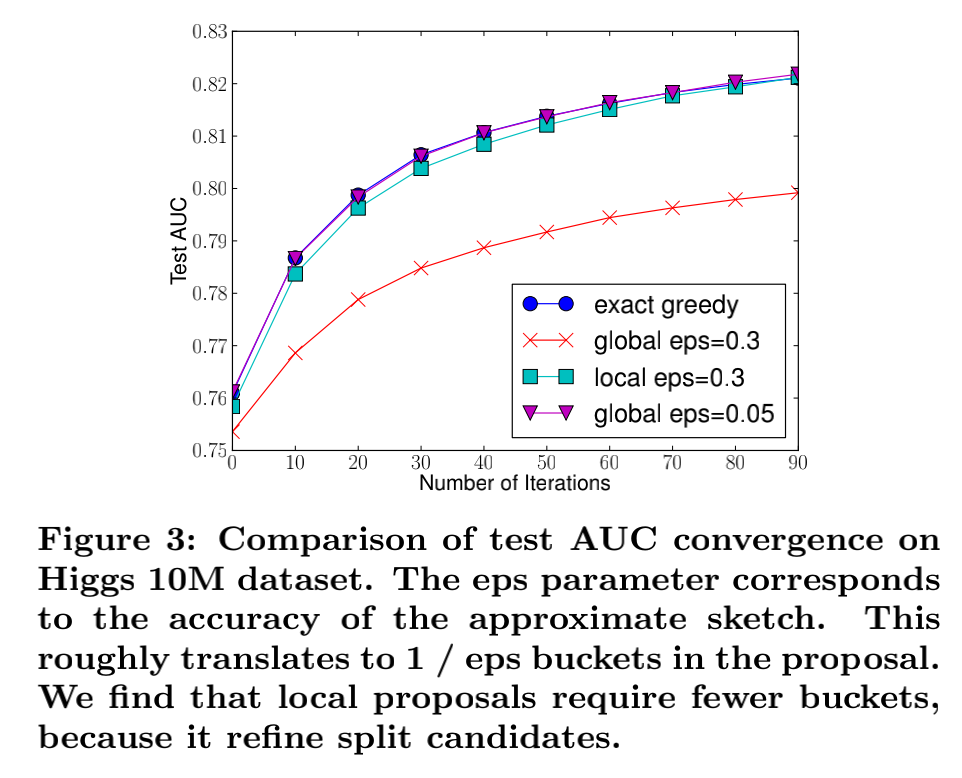 0.83
0.82
0.81
0.80
0.79
0.78
0.77
0.76
0.75
Test AUC
exact greedy
global eps=0.3
local eps=0.3
global eps=0.05
0 10 20 30 40 50 60 70 80 90
Number of Iterations
Figure 3: Comparison of test AUC convergence on
Higgs 10M dataset. The eps parameter corresponds
to the accuracy of the approximate sketch. This
roughly translates to 1 / eps buckets in the proposal.
We find that local proposals require fewer buckets,
because it refine split candidates.